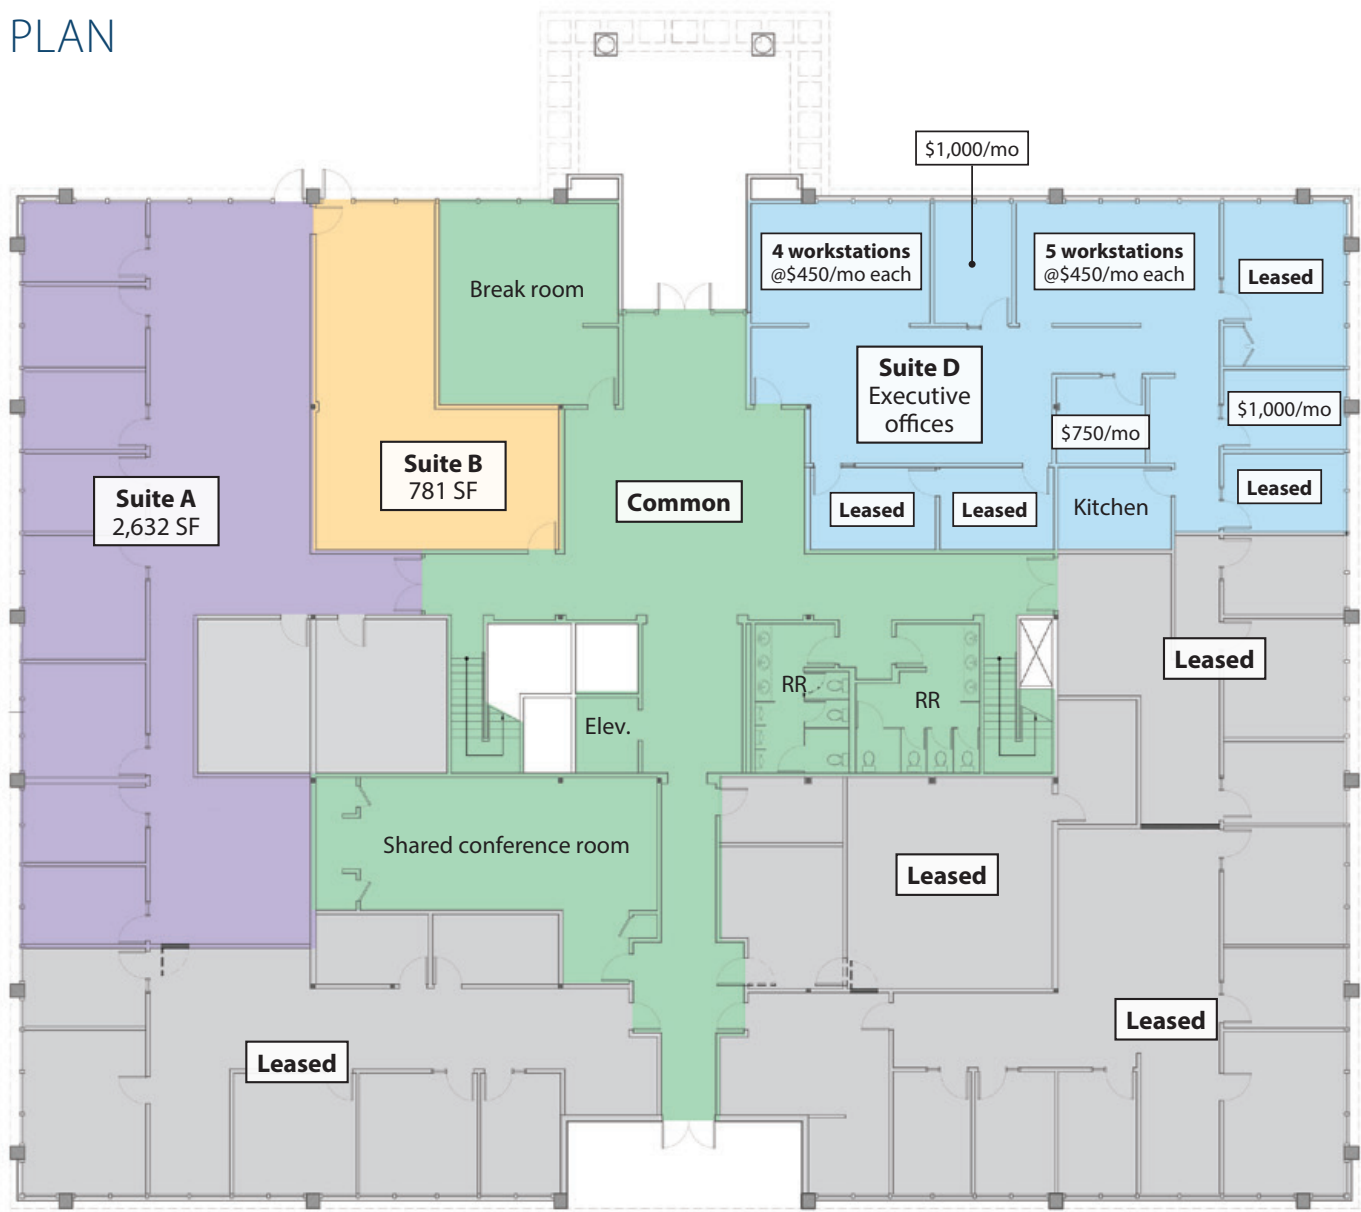 PLAN
$1,000/mo
4 workstations
@$450/mo each
5 workstations
@$450/mo each
Leased
Break room
Suite D
Executive
offices
$1,000/mo
$750/mo
Suite B
781 SF
Suite A
2,632 SF
Common
Leased
Leased
Kitchen
Leased
Leased
RR
RR
Elev.
Shared conference room
Leased
Leased
Leased